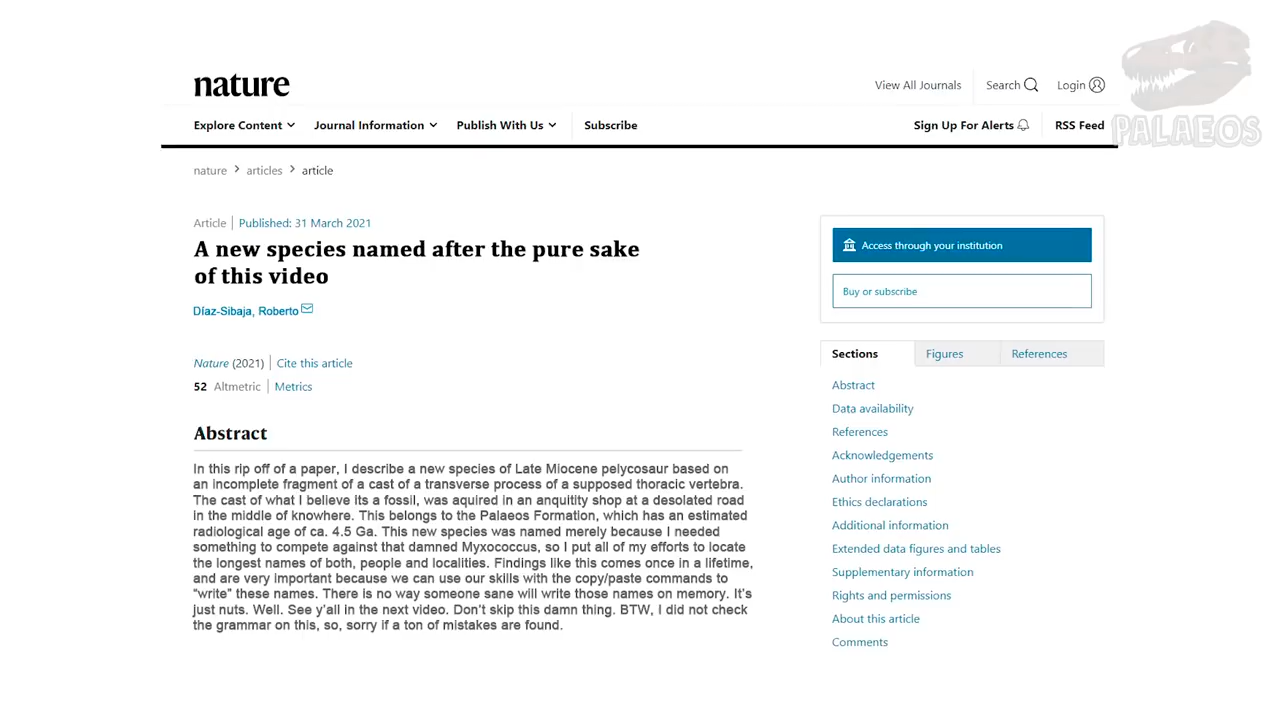 PALAEOS
nature
View All Journals
Search
Login
Explore Content
Journal Information
Publish With Us
Subscribe
Sign Up For Alerts
RSS Feed
nature > articles > article
Article | Published: 31 March 2021
A new species named after the pure sake
of this video
Díaz-Sibaja, Roberto
Nature (2021) | Cite this article
52 Altmetric | Metrics
Abstract
In this rip off of a paper, I describe a new species of Late Miocene pelycosaur based on
an incomplete fragment of a cast of a transverse process of a supposed thoracic vertebra.
The cast of what I believe its a fossil, was aquired in an anquitity shop at a desolated road
in the middle of knowhere. This belongs to the Palaeos Formation, which has an estimated
radiological age of ca. 4.5 Ga. This new species was named merely because I needed
something to compete against that damned Myxococcus, so I put all of my efforts to locate
the longest names of both, people and localities. Findings like this comes once in a lifetime,
and are very important because we can use our skills with the copy/paste commands to
“write” these names. There is no way someone sane will write those names on memory. It’s
just nuts. Well. See y’all in the next video. Don’t skip this damn thing. BTW, I did not check
the grammar on this, so, sorry if a ton of mistakes are found.
Access through your institution
Buy or subscribe
Sections
Figures
References
Abstract
Data availability
References
Acknowledgements
Author information
Ethics declarations
Additional information
Extended data figures and tables
Supplementary information
Rights and permissions
About this article
Comments